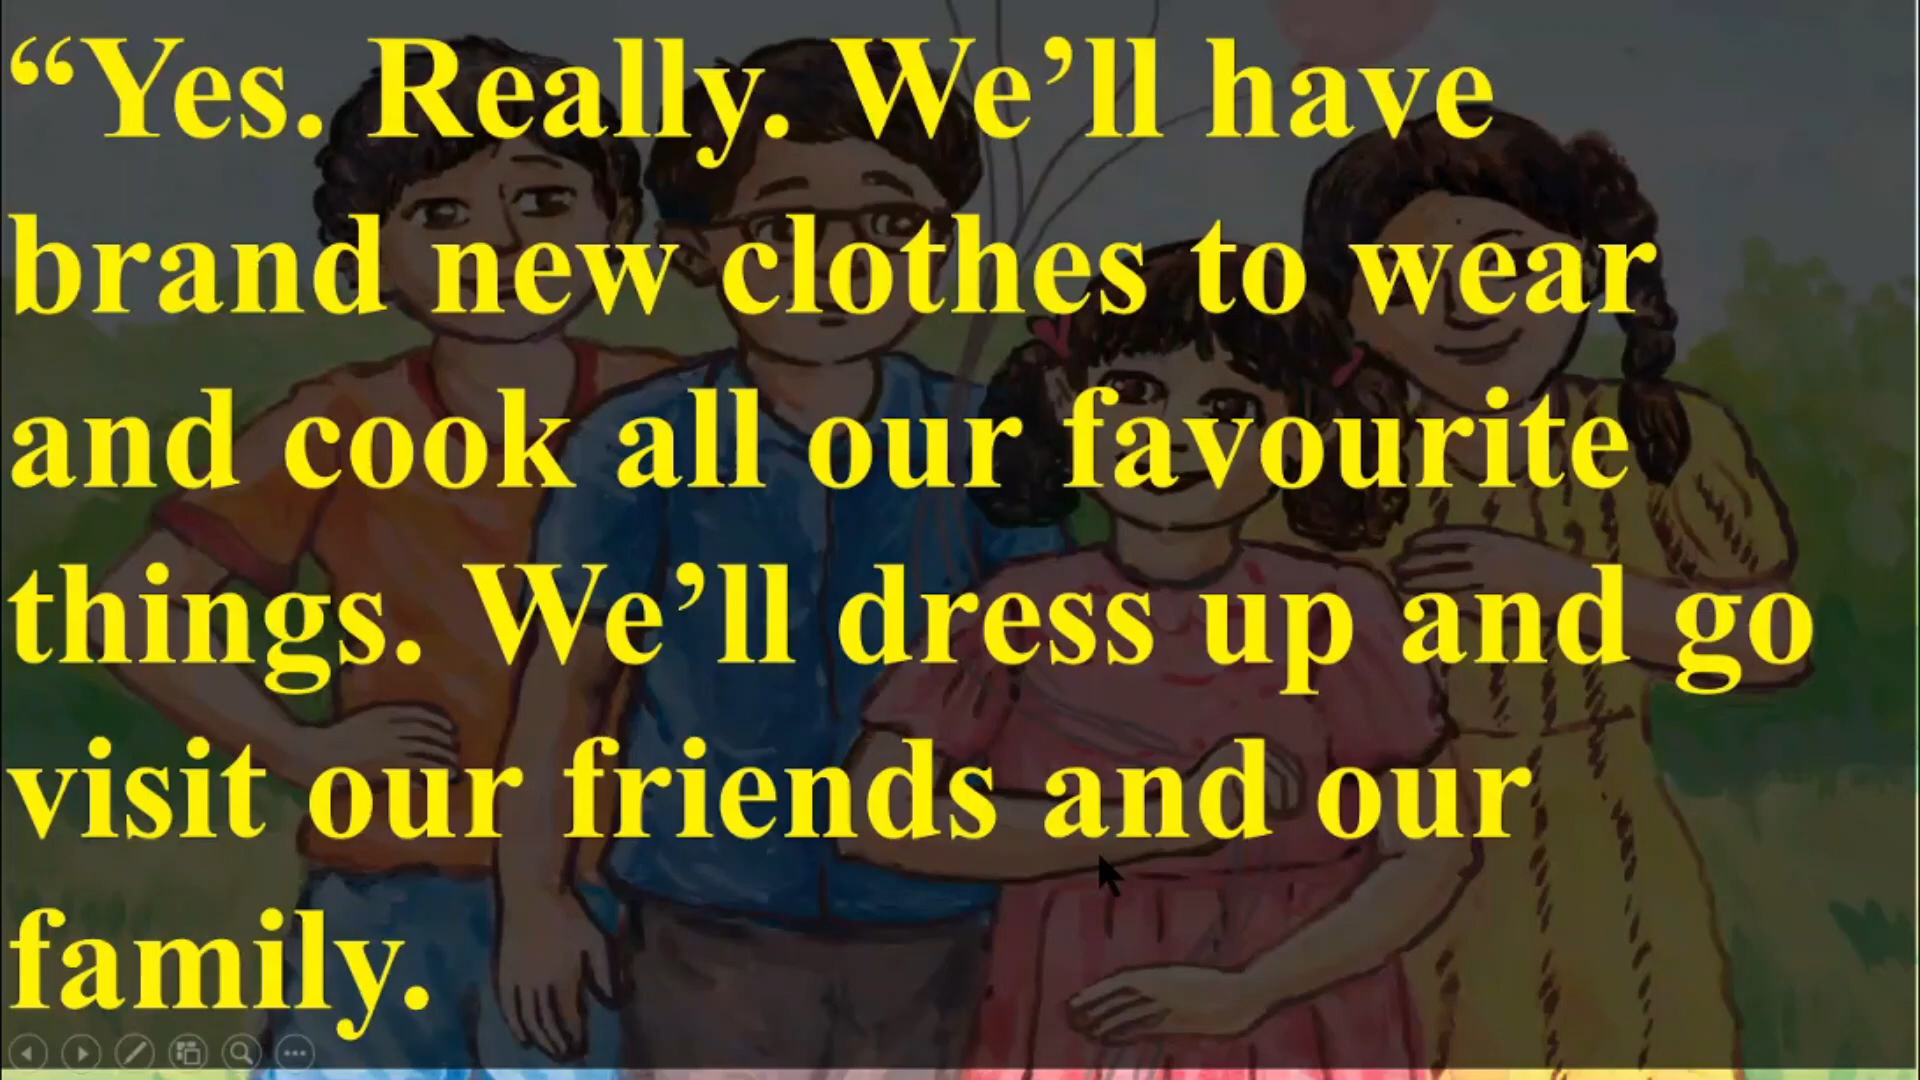 “Yes. Really. We’ll have
brand new clothes to wear
and cook all our favourite
things. We’ll dress up and go
visit our friends and our
family.